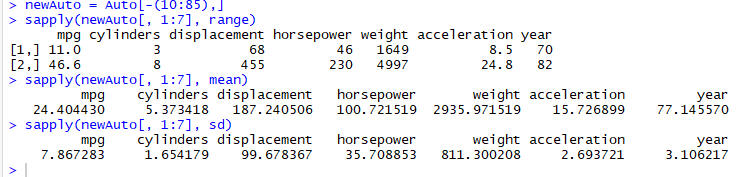 > newAuto = Auto[-(10:85),]
> sapply(newAuto[, 1:7], range)
      mpg cylinders displacement horsepower weight acceleration year
[1,] 11.0         3           68         46   1649          8.5   70
[2,] 46.6         8          455        230   4997         24.8   82
> sapply(newAuto[, 1:7], mean)
         mpg    cylinders displacement   horsepower       weight acceleration         year
   24.404430     5.373418   187.240506   100.721519  2935.971519    15.726899    77.145570
> sapply(newAuto[, 1:7], sd)
         mpg    cylinders displacement   horsepower       weight acceleration         year
    7.867283     1.654179    99.678367    35.708853   811.300208     2.693721     3.106217
>